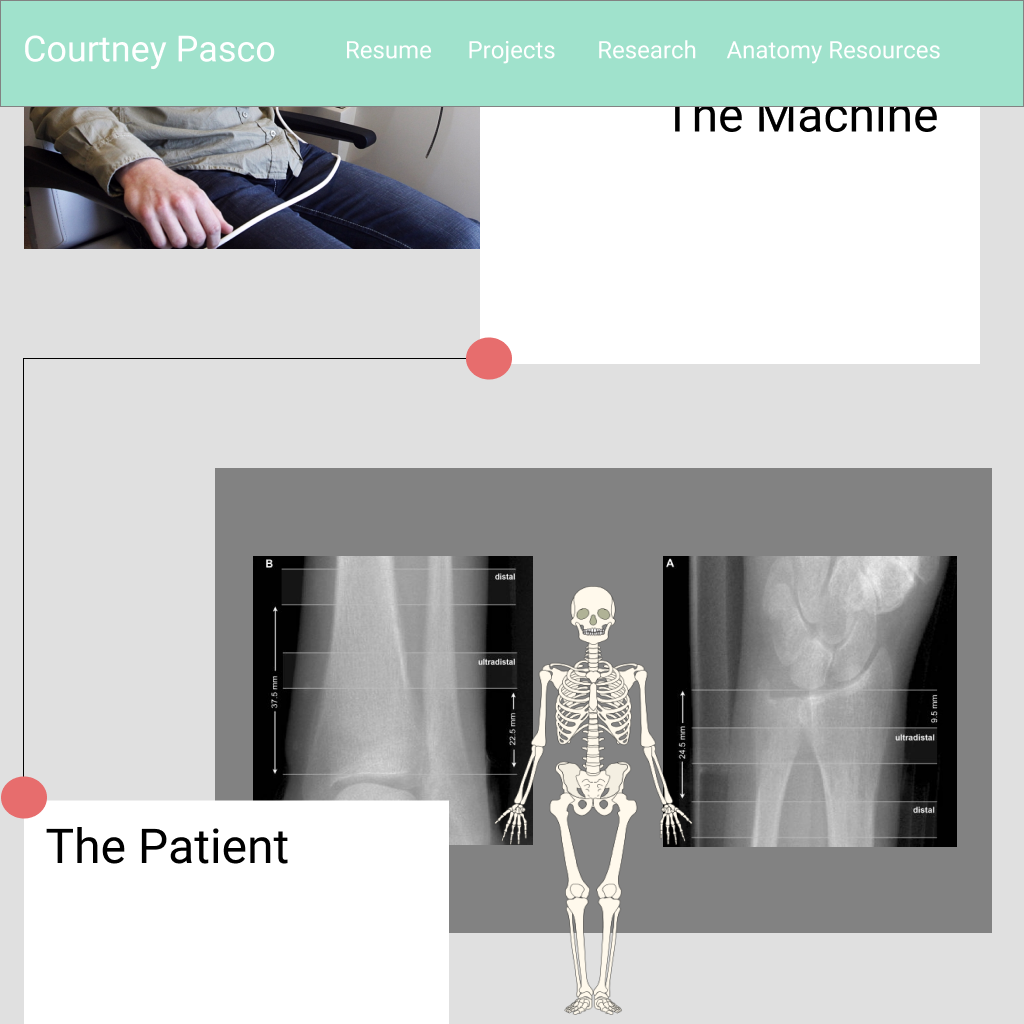 Courtney Pasco
Resume
Projects
Research
Anatomy Resources
The Machine
B
distal
ultradistal
37.5 mm
22.5 mm
A
24.5 mm
9.5 mm
ultradistal
distal
The Patient